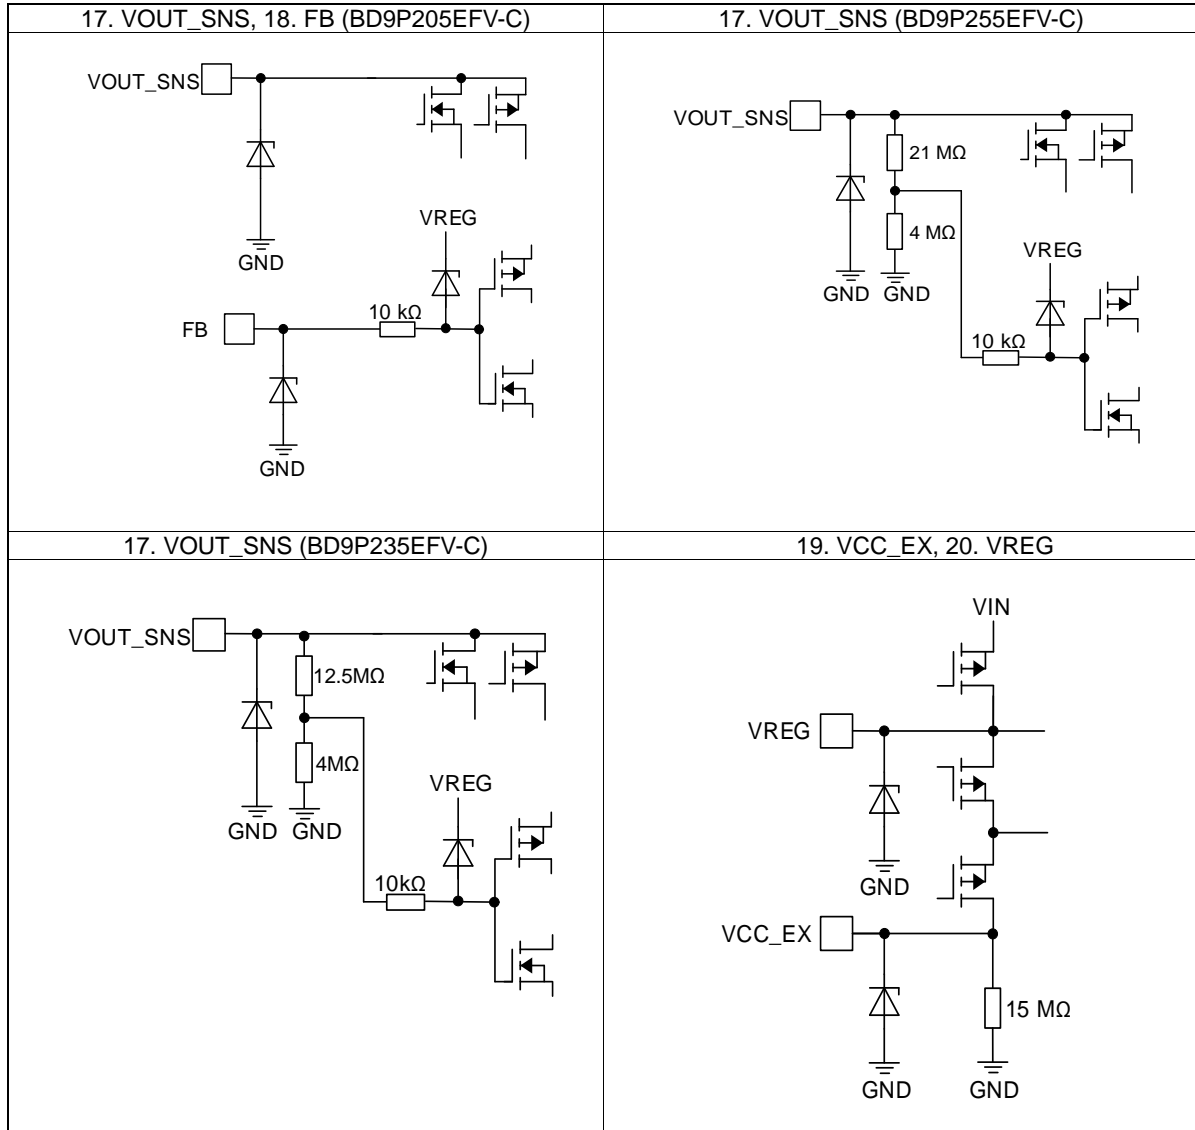 17. VOUT_SNS, 18. FB (BD9P205EFV-C)
VOUT_SNS
GND
VREG
FB
10 kΩ
GND
17. VOUT_SNS (BD9P255EFV-C)
VOUT_SNS
21 MΩ
4 MΩ
GND
GND
VREG
10 kΩ
17. VOUT_SNS (BD9P235EFV-C)
VOUT_SNS
12.5MΩ
4MΩ
GND
GND
VREG
10kΩ
19. VCC_EX, 20. VREG
VIN
VREG
GND
VCC_EX
15 MΩ
GND
GND